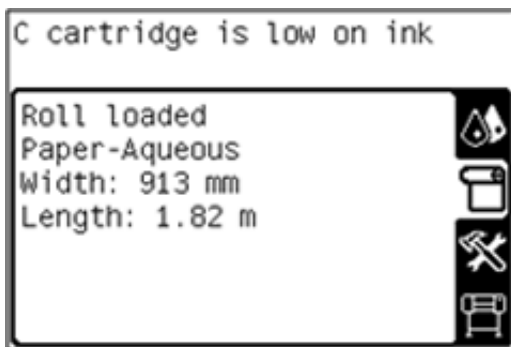 C cartridge is low on ink
Roll loaded
Paper-Aqueous
Width: 913 mm
Length: 1.82 m